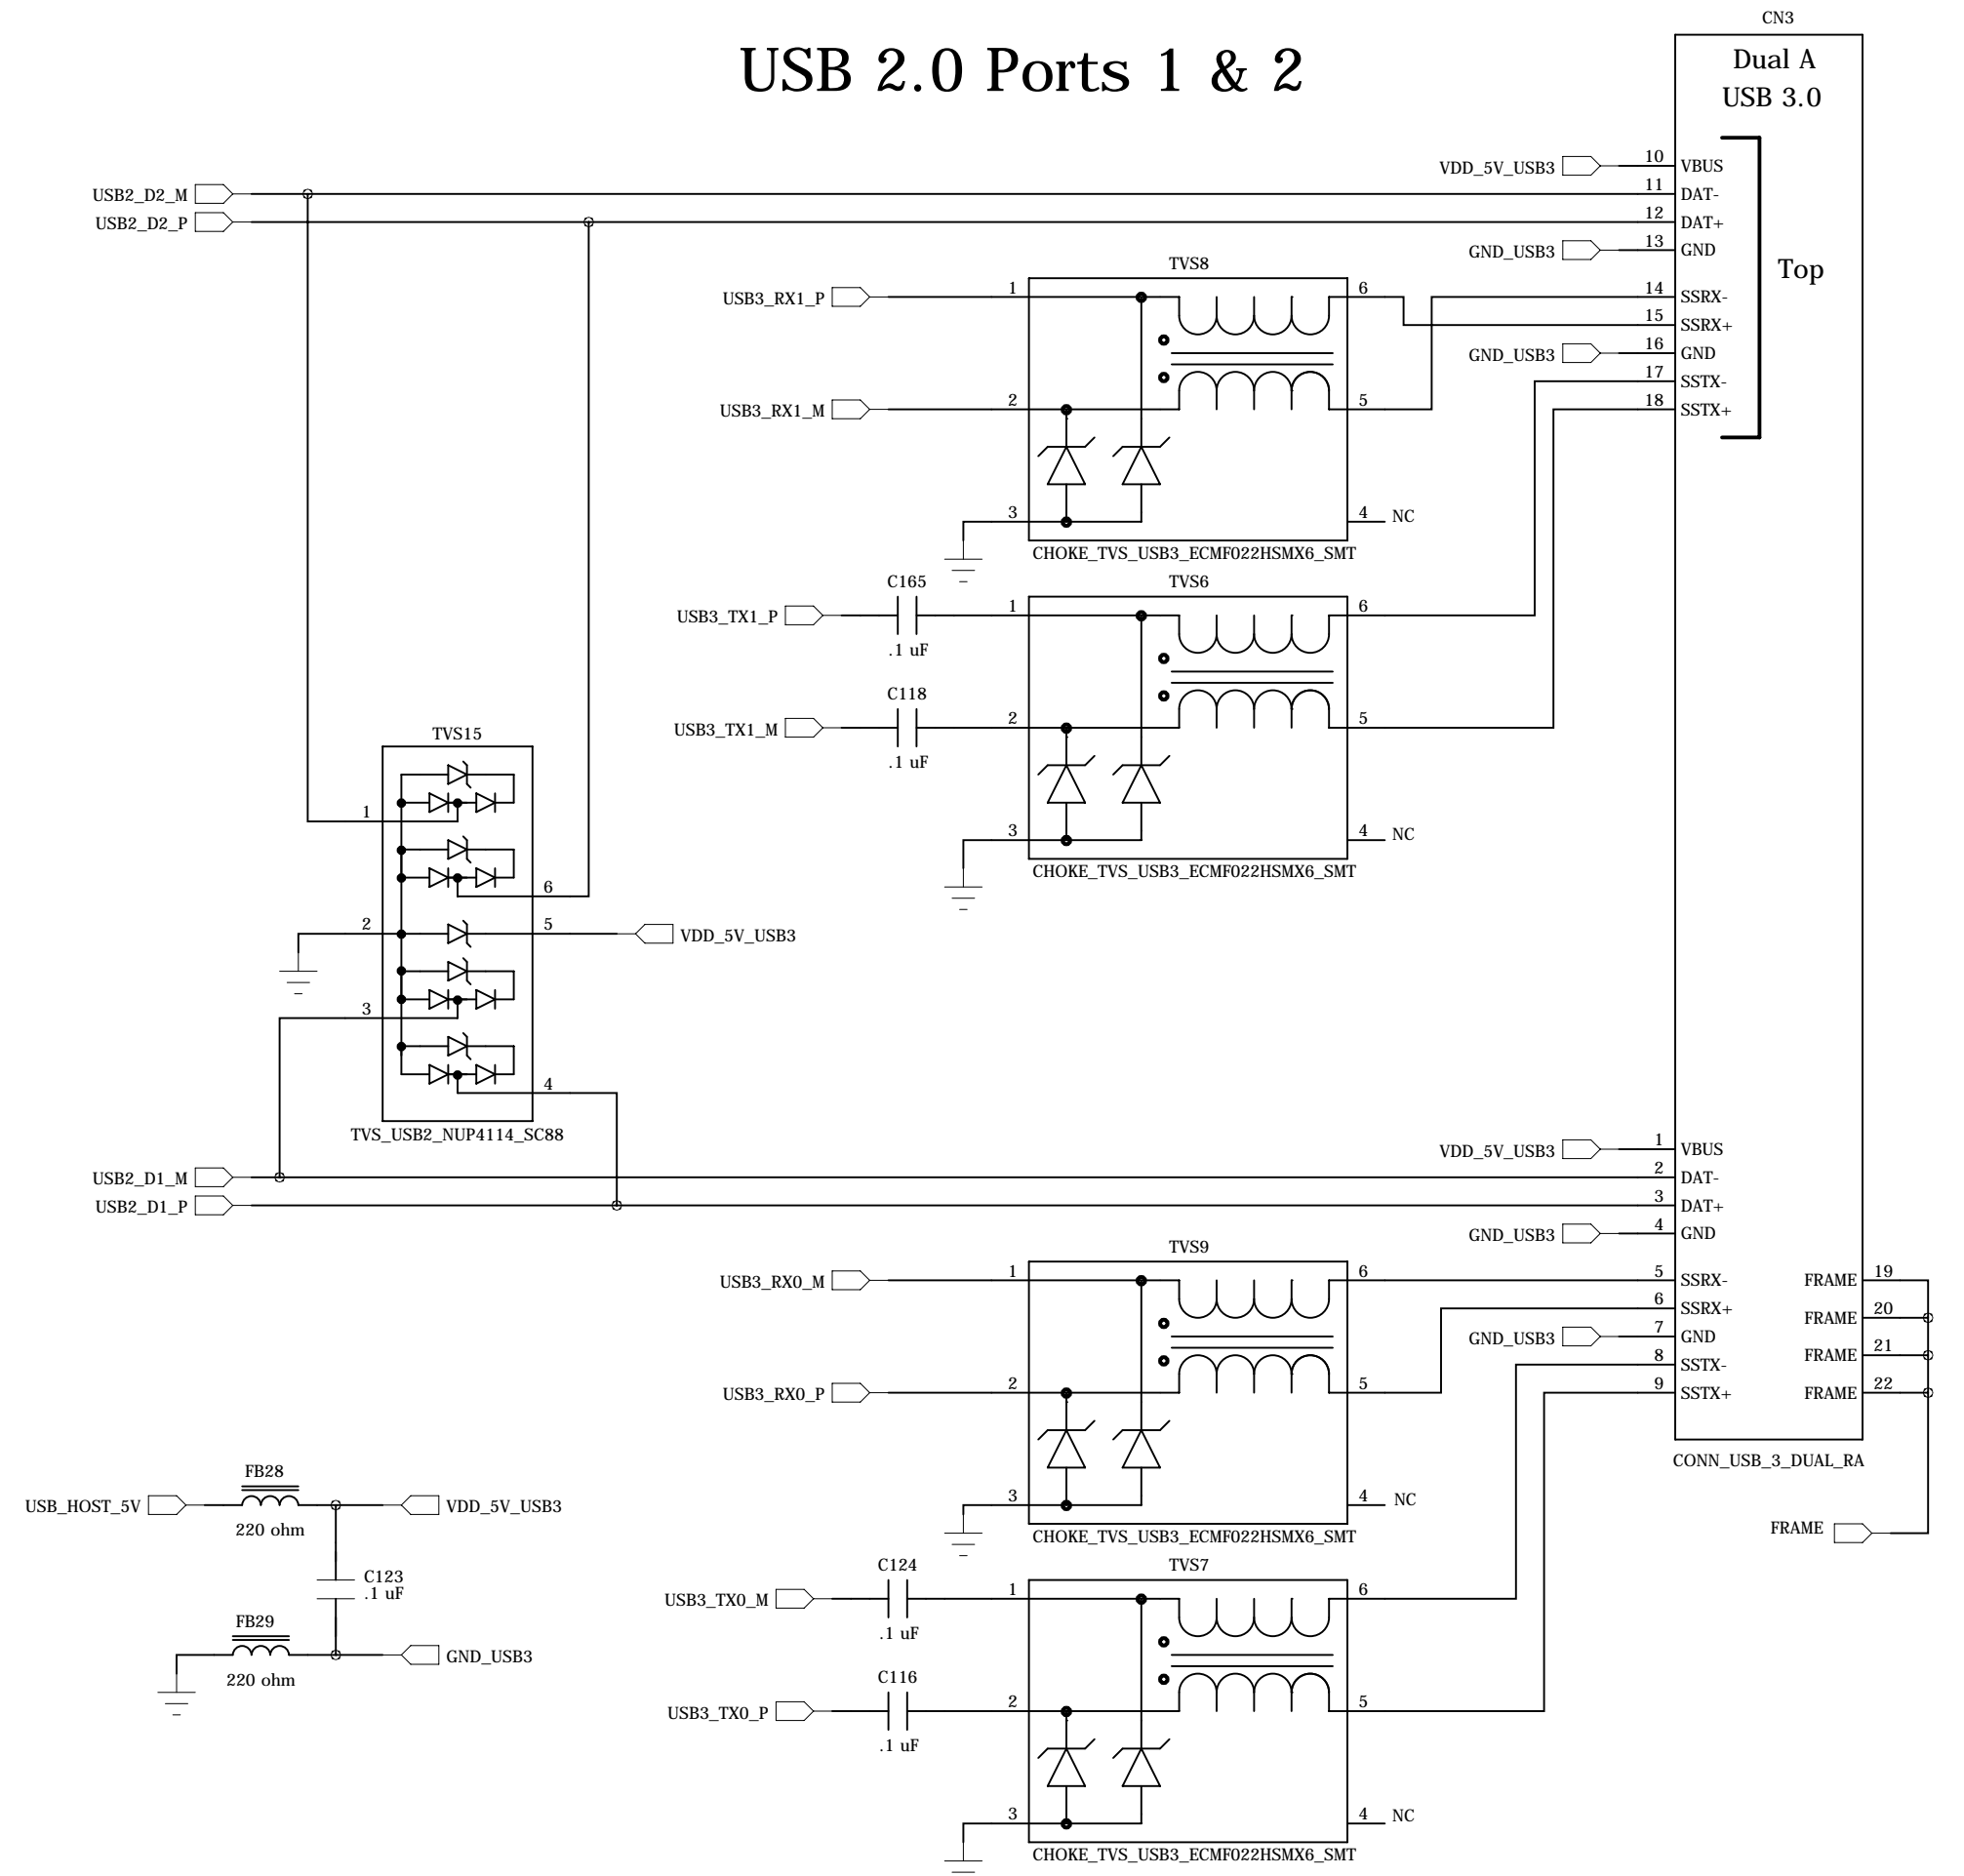 CN3
USB 2.0 Ports 1 & 2
Dual A
USB 3.0
VDD_5V_USB3 10 VBUS
USB2_D2_M 11 DAT-
USB2_D2_P 12 DAT+
GND_USB3 13 GND
Top
TVS8
USB3_RX1_P 1 6 14 SSRX-
15 SSRX+
GND_USB3 16 GND
17 SSTX-
USB3_RX1_M 2 5 18 SSTX+
3 4 NC
CHOKE_TVS_USB3_ECMF022HSMX6_SMT
C165 TVS6
USB3_TX1_P 1 6
.1 uF
C118
USB3_TX1_M 2 5
.1 uF
TVS15
1
3 4 NC
CHOKE_TVS_USB3_ECMF022HSMX6_SMT
6
2 5 VDD_5V_USB3
3
4
TVS_USB2_NUP4114_SC88
VDD_5V_USB3 1 VBUS
USB2_D1_M 2 DAT-
USB2_D1_P 3 DAT+
GND_USB3 4 GND
TVS9
USB3_RX0_M 1 6 5 SSRX- FRAME 19
6 SSRX+ FRAME 20
GND_USB3 7 GND
8 SSTX- FRAME 21
USB3_RX0_P 2 5 9 SSTX+ FRAME 22
CONN_USB_3_DUAL_RA
FB28
USB_HOST_5V VDD_5V_USB3
220 ohm
3 4 NC
CHOKE_TVS_USB3_ECMF022HSMX6_SMT
FRAME
C123
.1 uF
C124 TVS7
USB3_TX0_M 1 6
.1 uF
FB29
GND_USB3
220 ohm
C116
USB3_TX0_P 2 5
.1 uF
3 4 NC
CHOKE_TVS_USB3_ECMF022HSMX6_SMT